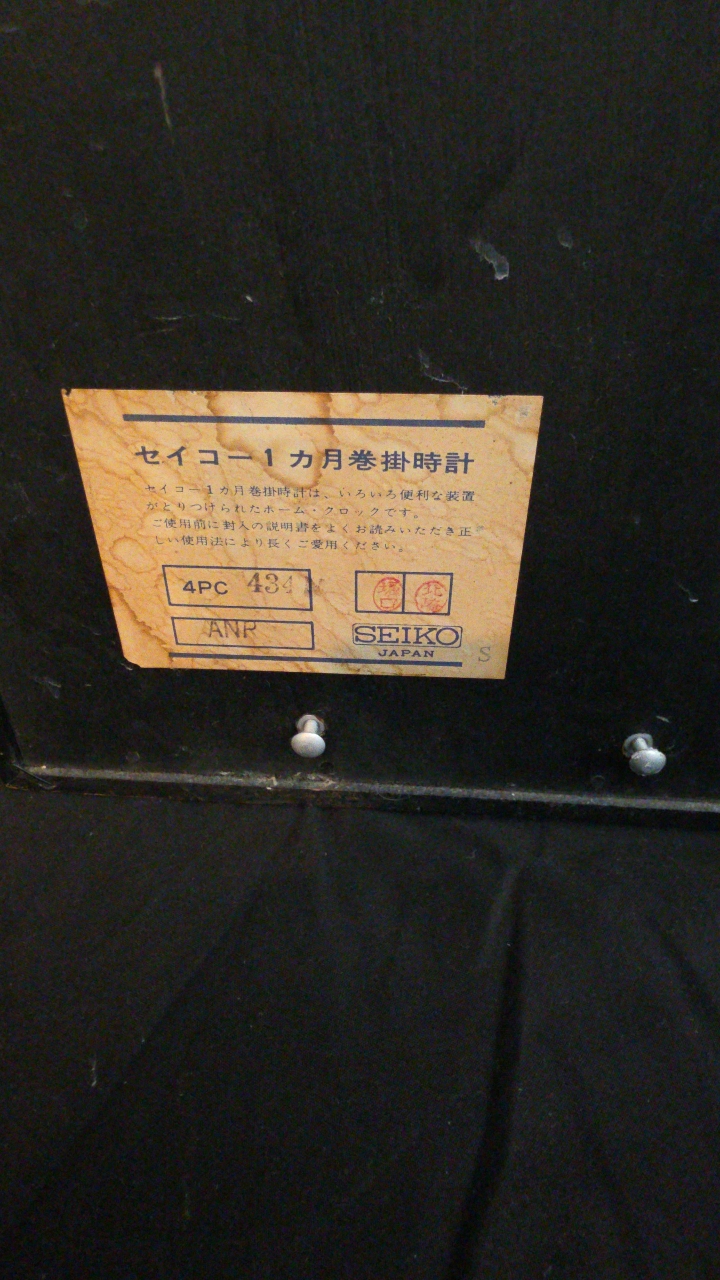 セイコー1カ月巻掛時計
セイコー1カ月巻掛時計は、いろいろ便利な装置
がとりつけられたホーム・クロックです。
ご使用前に封入の説明書をよくお読みいただき正
しい使用法により長くご愛用ください。
4PC 434
ANR
SEIKO
JAPAN
S